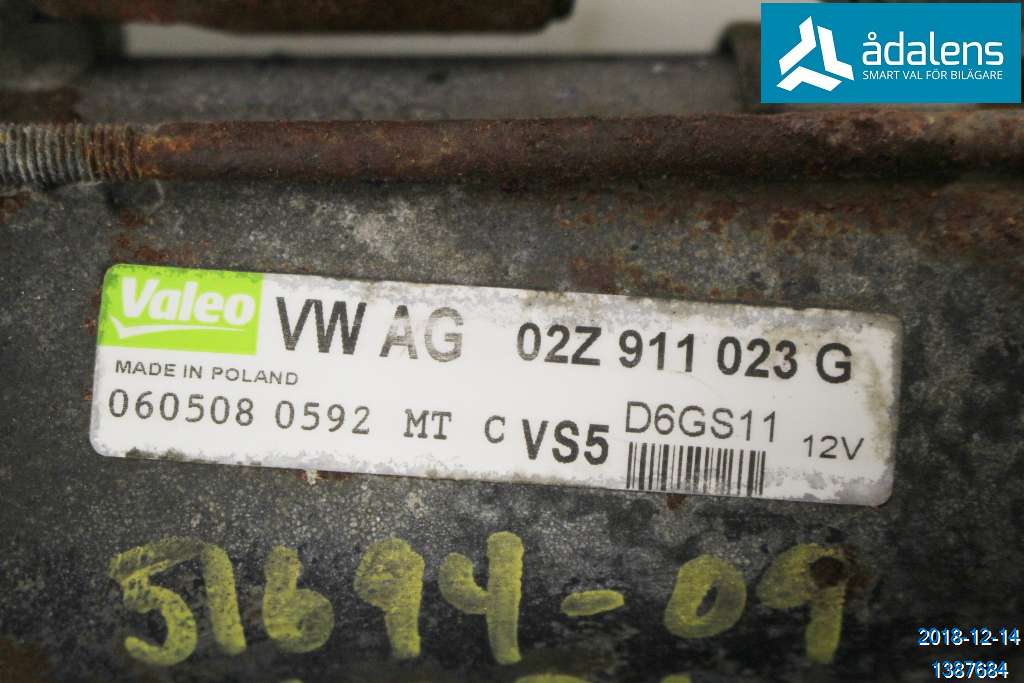 ådalens
SMART VAL FÖR BILÄGARE
Valeo VW AG 02Z 911 023 G
MADE IN POLAND
060508 0592 MT C VS5 D6GS11 12V
51694-09
2018-12-14
1387684